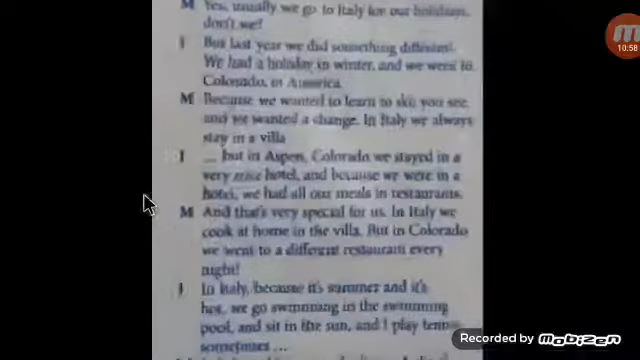 M Yes, usually we go to Italy for our holidays,
don't we?
J But last year we did something different.
We had a holiday in winter, and we went to
Colorado, in America.
M Because we wanted to learn to ski, you see,
and we wanted a change. In Italy we always
stay in a villa
J ... but in Aspen, Colorado we stayed in a
very nice hotel, and because we were in a
hotel, we had all our meals in restaurants.
M And that's very special for us. In Italy we
cook at home in the villa. But in Colorado
we went to a different restaurant every
night!
J In Italy, because it's summer and it's
hot, we go swimming in the swimming
pool, and sit in the sun, and I play tennis
sometimes ...
10:58
Recorded by MOBIZEN